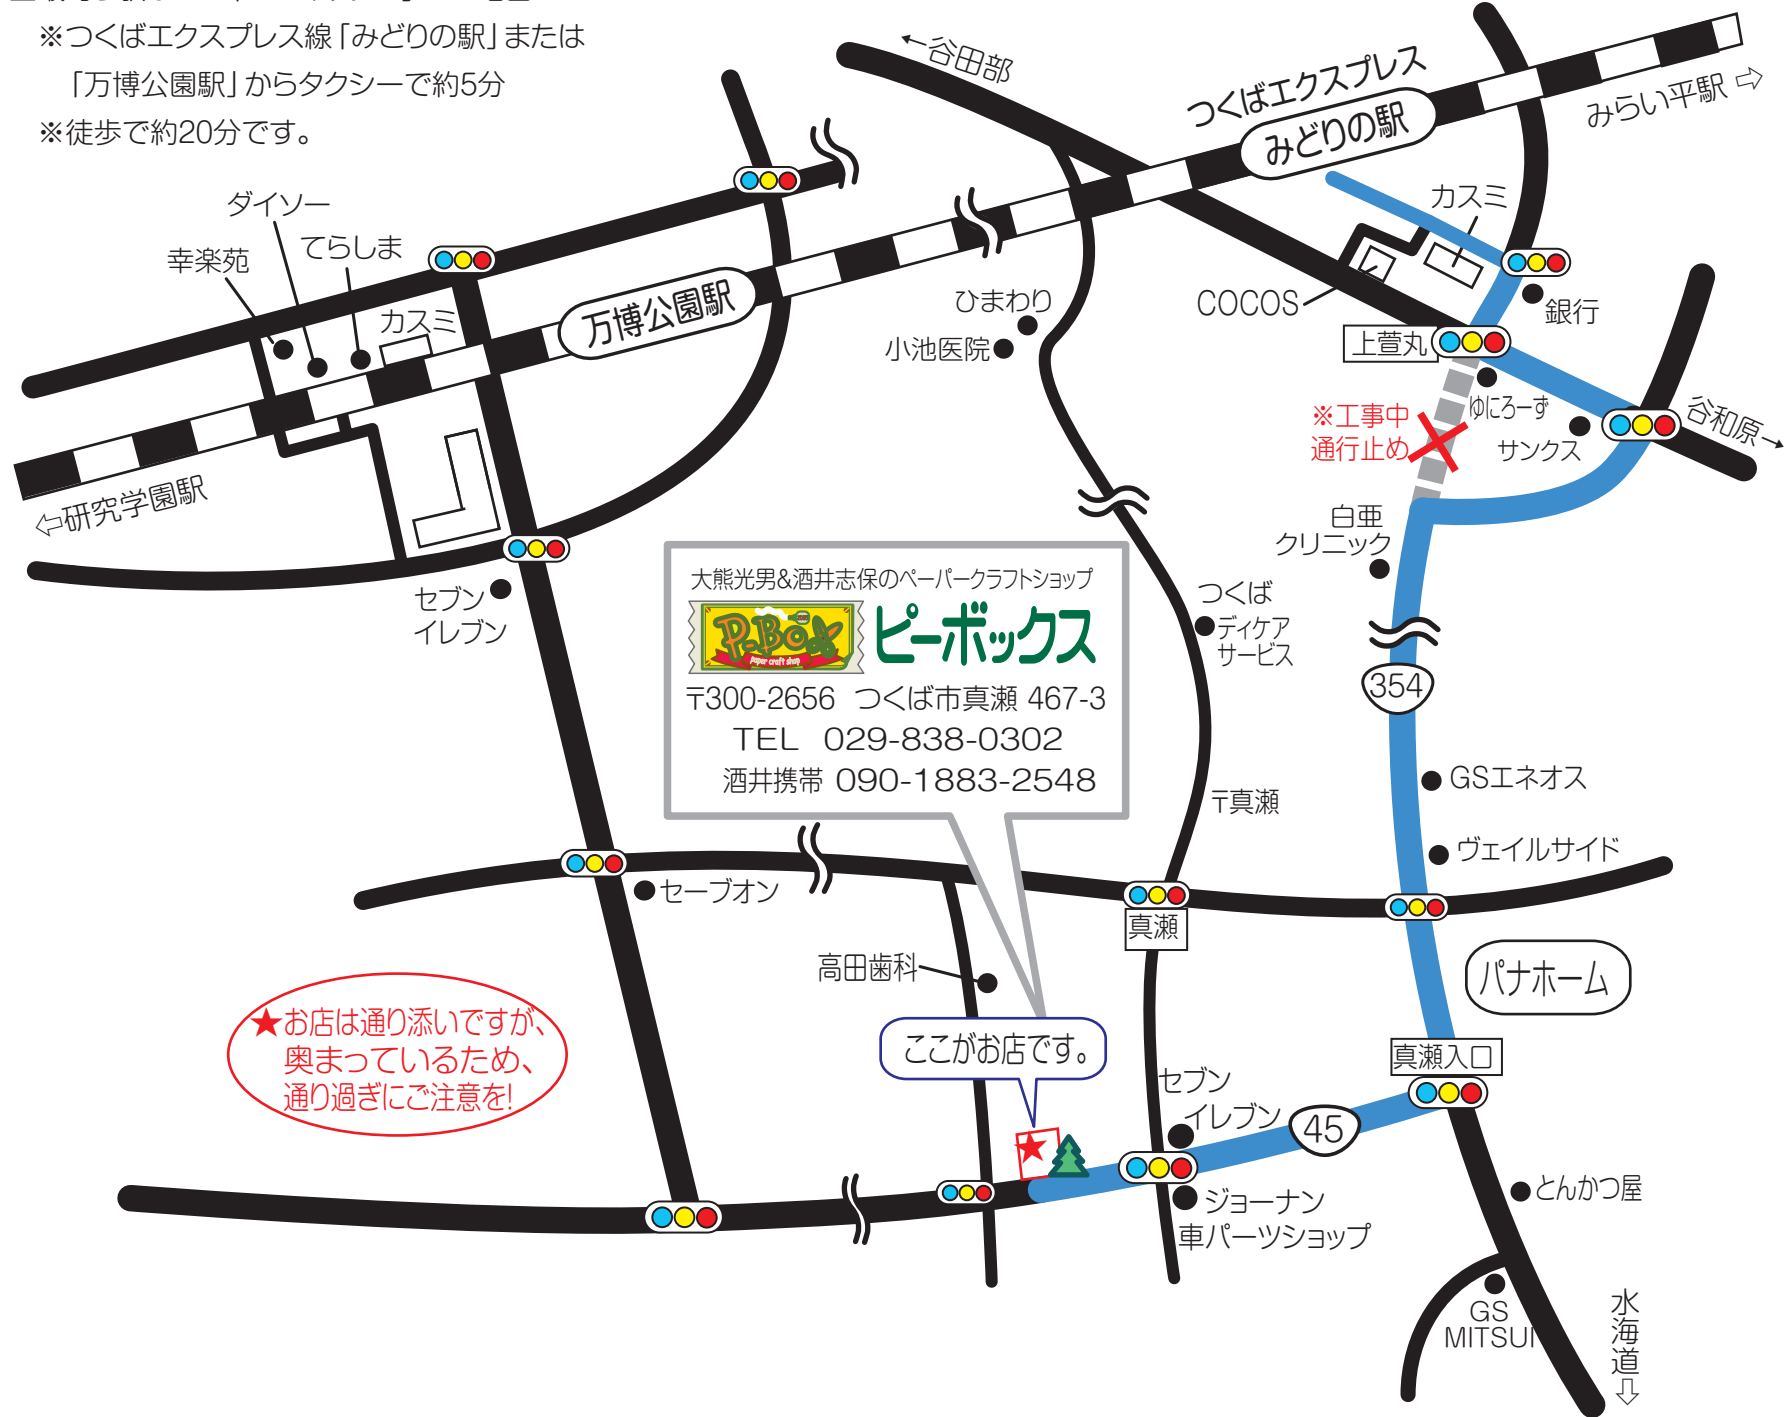 ※つくばエクスプレス線「みどりの駅」または
「万博公園駅」からタクシーで約5分
※徒歩で約20分です。
←谷田部
つくばエクスプレス
みどりの駅
みらい平駅⇨
ダイソー
てらしま
幸楽苑
カスミ
万博公園駅
⇦研究学園駅
カスミ
COCOS
銀行
上萱丸
ゆにろーず
サンクス
谷和原→
※工事中
通行止め
ひまわり
小池医院
白亜
クリニック
セブン
イレブン
大熊光男&酒井志保のペーパークラフトショップ
P.Box
Paper craft shop
ピーボックス
〒300-2656 つくば市真瀬 467-3
TEL 029-838-0302
酒井携帯 090-1883-2548
つくば
ディケア
サービス
354
GSエネオス
〒真瀬
ヴェイルサイド
セーブオン
真瀬
高田歯科
パナホーム
★お店は通り添いですが、
奥まっているため、
通り過ぎにご注意を!
ここがお店です。
真瀬入口
セブン
イレブン
45
ジョーナン
車パーツショップ
とんかつ屋
GS
MITSUI
水海道⇩